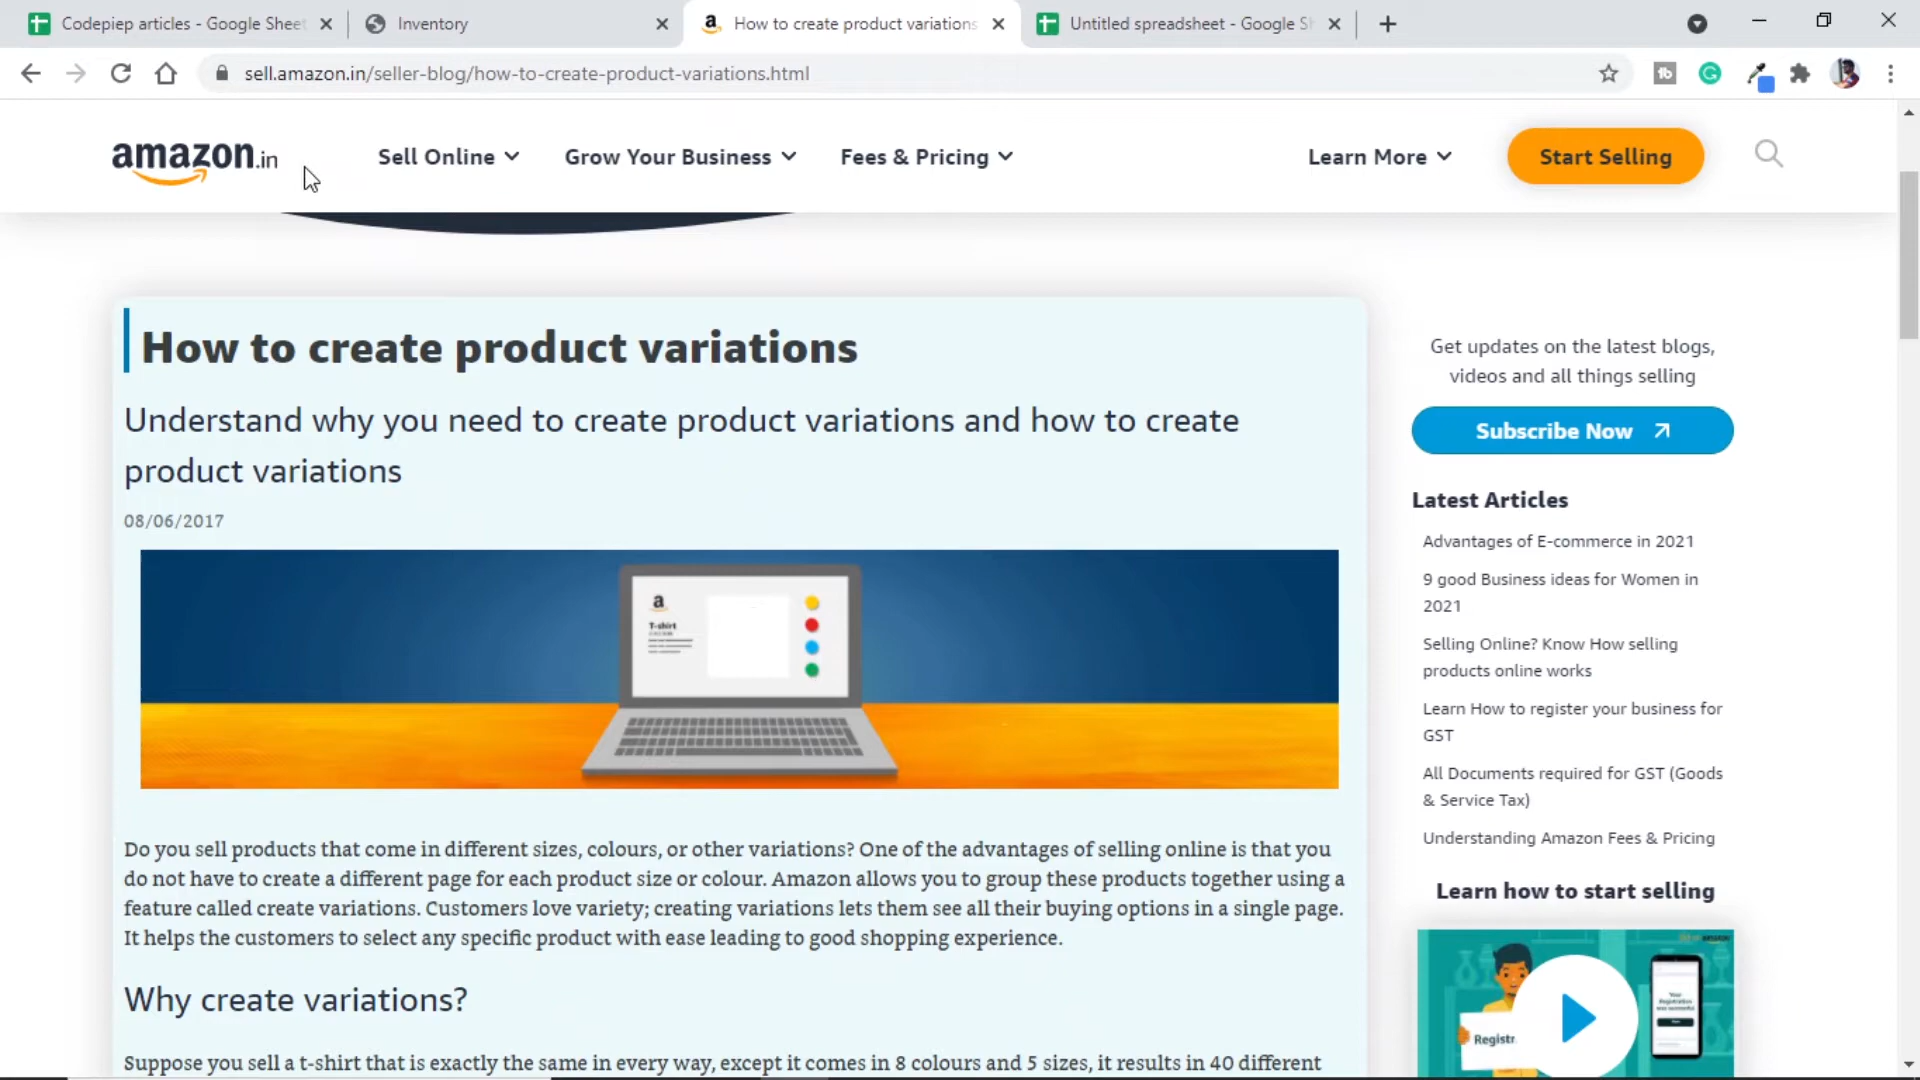 Codepiep articles - Google Sheet
Inventory
How to create product variations
Untitled spreadsheet - Google Sh
sell.amazon.in/seller-blog/how-to-create-product-variations.html
amazon.in
Sell Online
Grow Your Business
Fees & Pricing
Learn More
Start Selling
How to create product variations
Understand why you need to create product variations and how to create
product variations
08/06/2017
a
T-shirt
Do you sell products that come in different sizes, colours, or other variations? One of the advantages of selling online is that you
do not have to create a different page for each product size or colour. Amazon allows you to group these products together using a
feature called create variations. Customers love variety; creating variations lets them see all their buying options in a single page.
It helps the customers to select any specific product with ease leading to good shopping experience.
Why create variations?
Suppose you sell a t-shirt that is exactly the same in every way, except it comes in 8 colours and 5 sizes, it results in 40 different
Get updates on the latest blogs,
videos and all things selling
Subscribe Now
Latest Articles
Advantages of E-commerce in 2021
9 good Business ideas for Women in
2021
Selling Online? Know How selling
products online works
Learn How to register your business for
GST
All Documents required for GST (Goods
& Service Tax)
Understanding Amazon Fees & Pricing
Learn how to start selling
Your
Registration
was successful
Registr